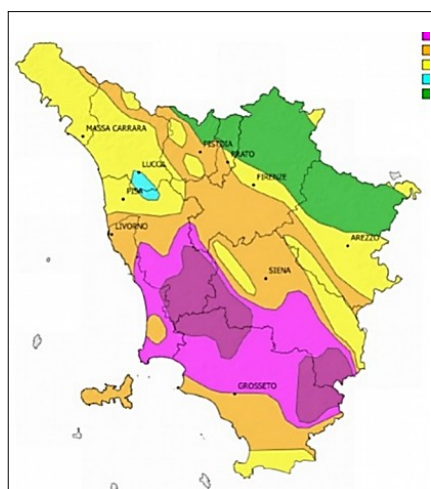 MASSA CARRARA
PISTOIA
PRATO
LUCCA
FIRENZE
PISA
LIVORNO
AREZZO
SIENA
GROSSETO